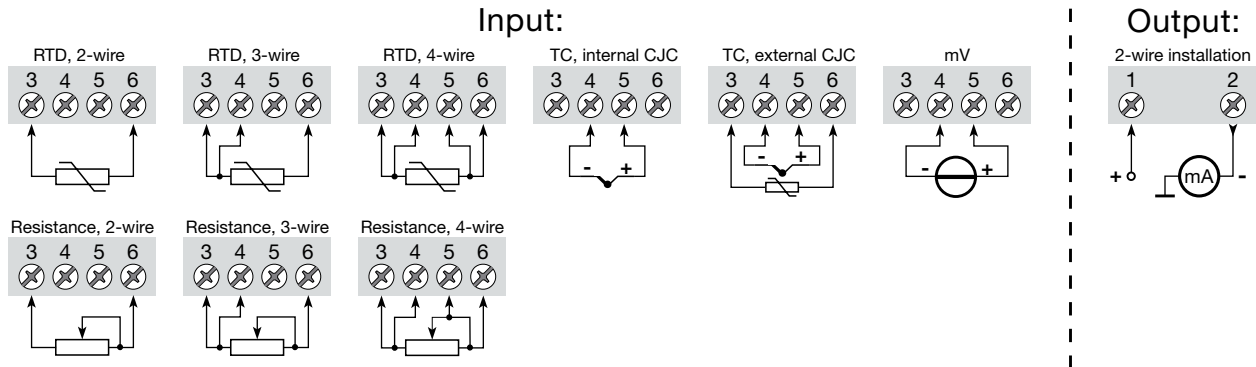 Input:
Output:
RTD, 2-wire
3 4 5 6
RTD, 3-wire
3 4 5 6
RTD, 4-wire
3 4 5 6
TC, internal CJC
3 4 5 6
- +
TC, external CJC
3 4 5 6
- +
mV
3 4 5 6
- +
2-wire installation
1 2
+ mA -
Resistance, 2-wire
3 4 5 6
Resistance, 3-wire
3 4 5 6
Resistance, 4-wire
3 4 5 6